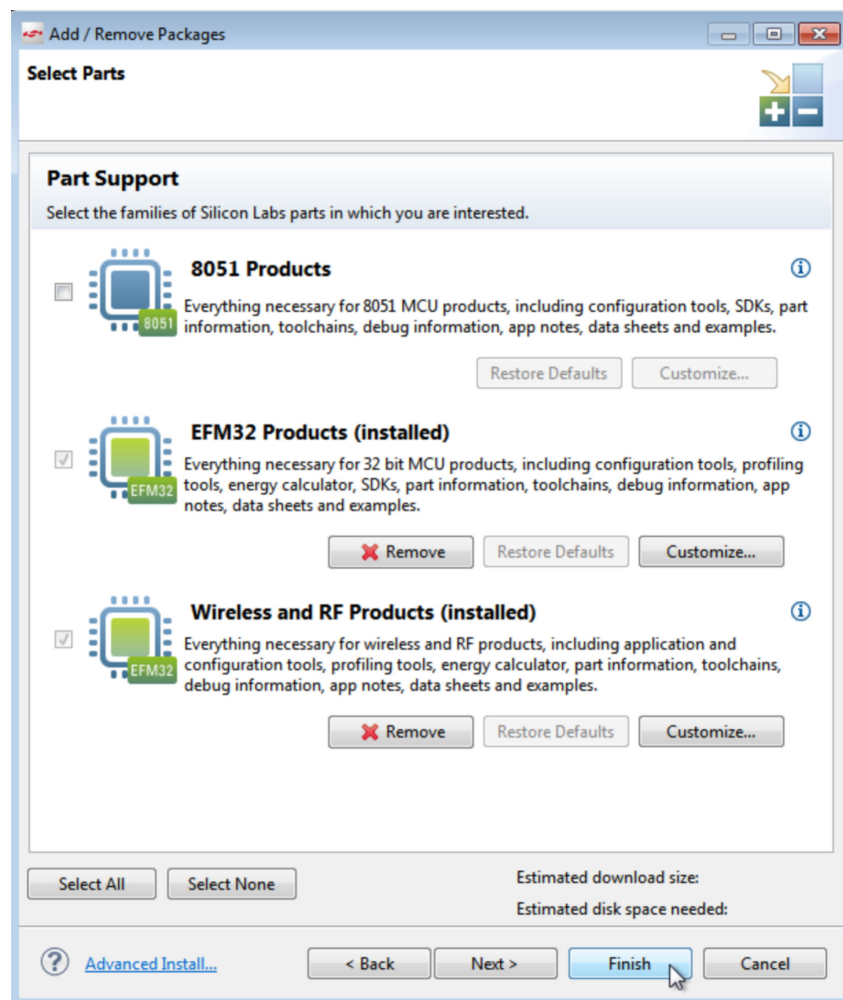 Add / Remove Packages
Select Parts
Part Support
Select the families of Silicon Labs parts in which you are interested.
8051 Products
8051
Everything necessary for 8051 MCU products, including configuration tools, SDKs, part
information, toolchains, debug information, app notes, data sheets and examples.
Restore Defaults
Customize...
EFM32 Products (installed)
EFM32
Everything necessary for 32 bit MCU products, including configuration tools, profiling
tools, energy calculator, SDKs, part information, toolchains, debug information, app
notes, data sheets and examples.
Remove
Restore Defaults
Customize...
Wireless and RF Products (installed)
EFM32
Everything necessary for wireless and RF products, including application and
configuration tools, profiling tools, energy calculator, part information, toolchains,
debug information, app notes, data sheets and examples.
Remove
Restore Defaults
Customize...
Select All
Select None
Estimated download size:
Estimated disk space needed:
Advanced Install...
< Back
Next >
Finish
Cancel